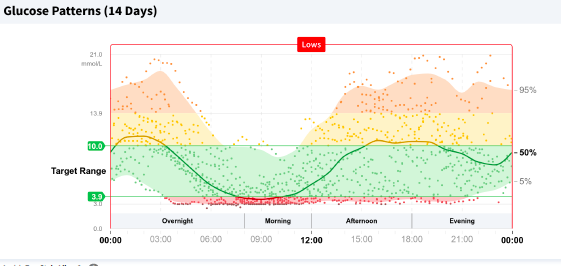 Glucose Patterns (14 Days)
Lows
21.0
mmol/L
95%
13.9
10.0
50%
Target Range
5%
3.9
3.0
Overnight Morning Afternoon Evening
0.0
00:00 03:00 06:00 09:00 12:00 15:00 18:00 21:00 00:00